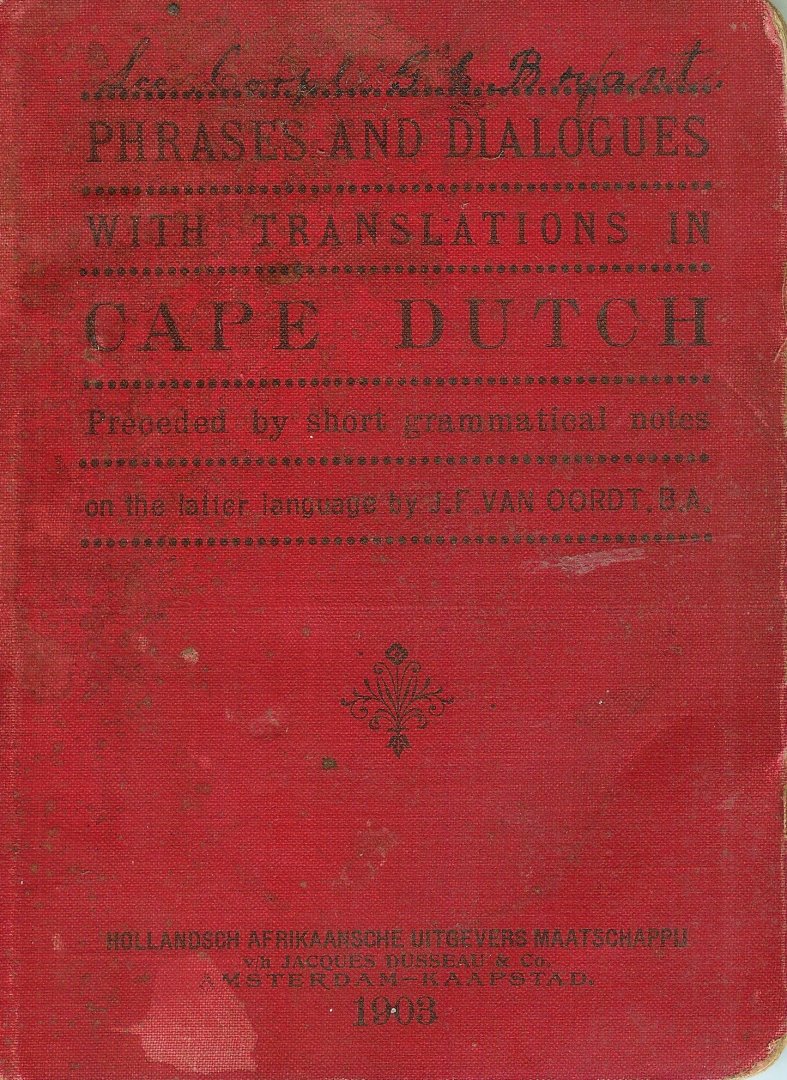 Bryant
PHRASES AND DIALOGUES
WITH TRANSLATIONS IN
CAPE DUTCH
Preceded by short grammatical notes
on the latter language by J.F. VAN OORDT, B.A.
HOLLANDSCH AFRIKAANSCHE UITGEVERS MAATSCHAPPIJ
v/h JACQUES DUSSEAU & Co.
AMSTERDAM–KAAPSTAD.
1903